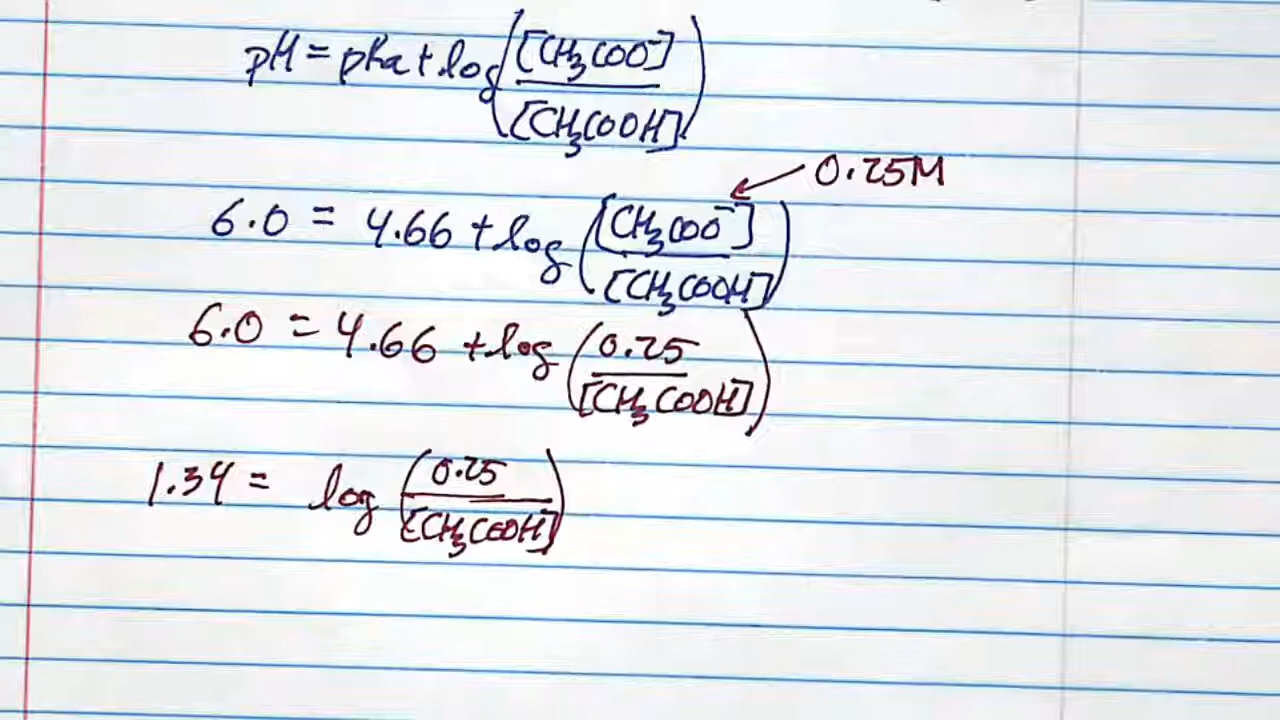 pH = pka + log([CH₃COO⁻]/[CH₃COOH])
0.25M
6.0 = 4.66 + log([CH₃COO⁻]/[CH₃COOH])
6.0 = 4.66 + log(0.25/[CH₃COOH])
1.34 = log(0.25/[CH₃COOH])